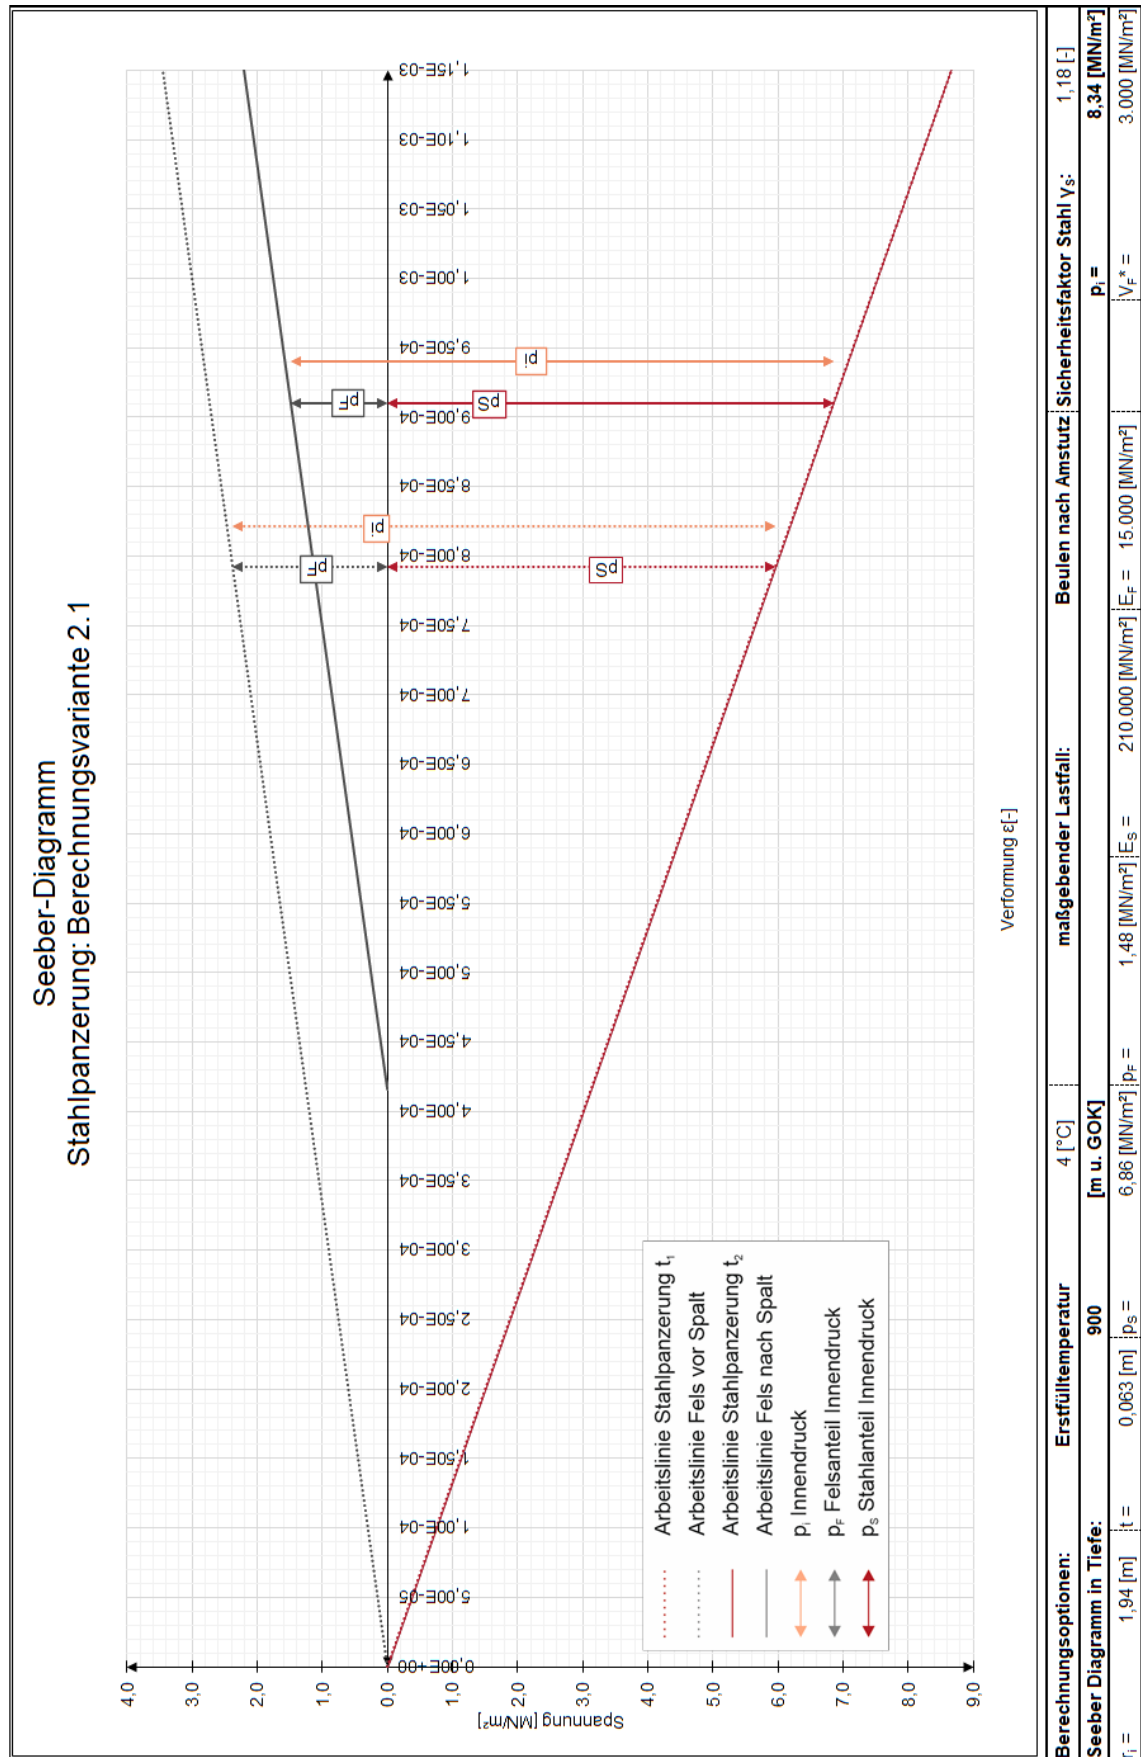 Seeber-Diagramm
Stahlpanzerung: Berechnungsvariante 2.1
4,0
3,0
2,0
1,0
0,0
1,0
2,0
3,0
4,0
5,0
6,0
7,0
8,0
9,0
Spannung [MN/m²]
0,00E+00
5,00E-05
1,00E-04
1,50E-04
2,00E-04
2,50E-04
3,00E-04
3,50E-04
4,00E-04
4,50E-04
5,00E-04
5,50E-04
6,00E-04
6,50E-04
7,00E-04
7,50E-04
8,00E-04
8,50E-04
9,00E-04
9,50E-04
1,00E-03
1,05E-03
1,10E-03
1,15E-03
pF
pS
pi
pF
pS
pi
Verformung ε[-]
Arbeitslinie Stahlpanzerung t₁
Arbeitslinie Fels vor Spalt
Arbeitslinie Stahlpanzerung t₂
Arbeitslinie Fels nach Spalt
pᵢ Innendruck
p_F Felsanteil Innendruck
p_S Stahlanteil Innendruck
Berechnungsoptionen: Erstfülltemperatur 4 [°C] maßgebender Lastfall: Beulen nach Amstutz Sicherheitsfaktor Stahl γ_S: 1,18 [-]
Seeber Diagramm in Tiefe: 900 [m u. GOK] pᵢ = 8,34 [MN/m²]
rᵢ = 1,94 [m] t = 0,063 [m] p_S = 6,86 [MN/m²] p_F = 1,48 [MN/m²] E_S = 210.000 [MN/m²] E_F = 15.000 [MN/m²] V_F* = 3.000 [MN/m²]